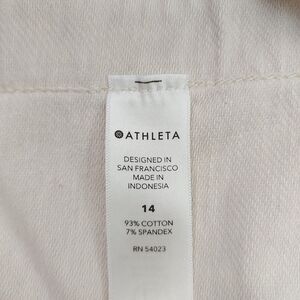 ATHLETA
DESIGNED IN
SAN FRANCISCO
MADE IN
INDONESIA
14
93% COTTON
7% SPANDEX
RN 54023